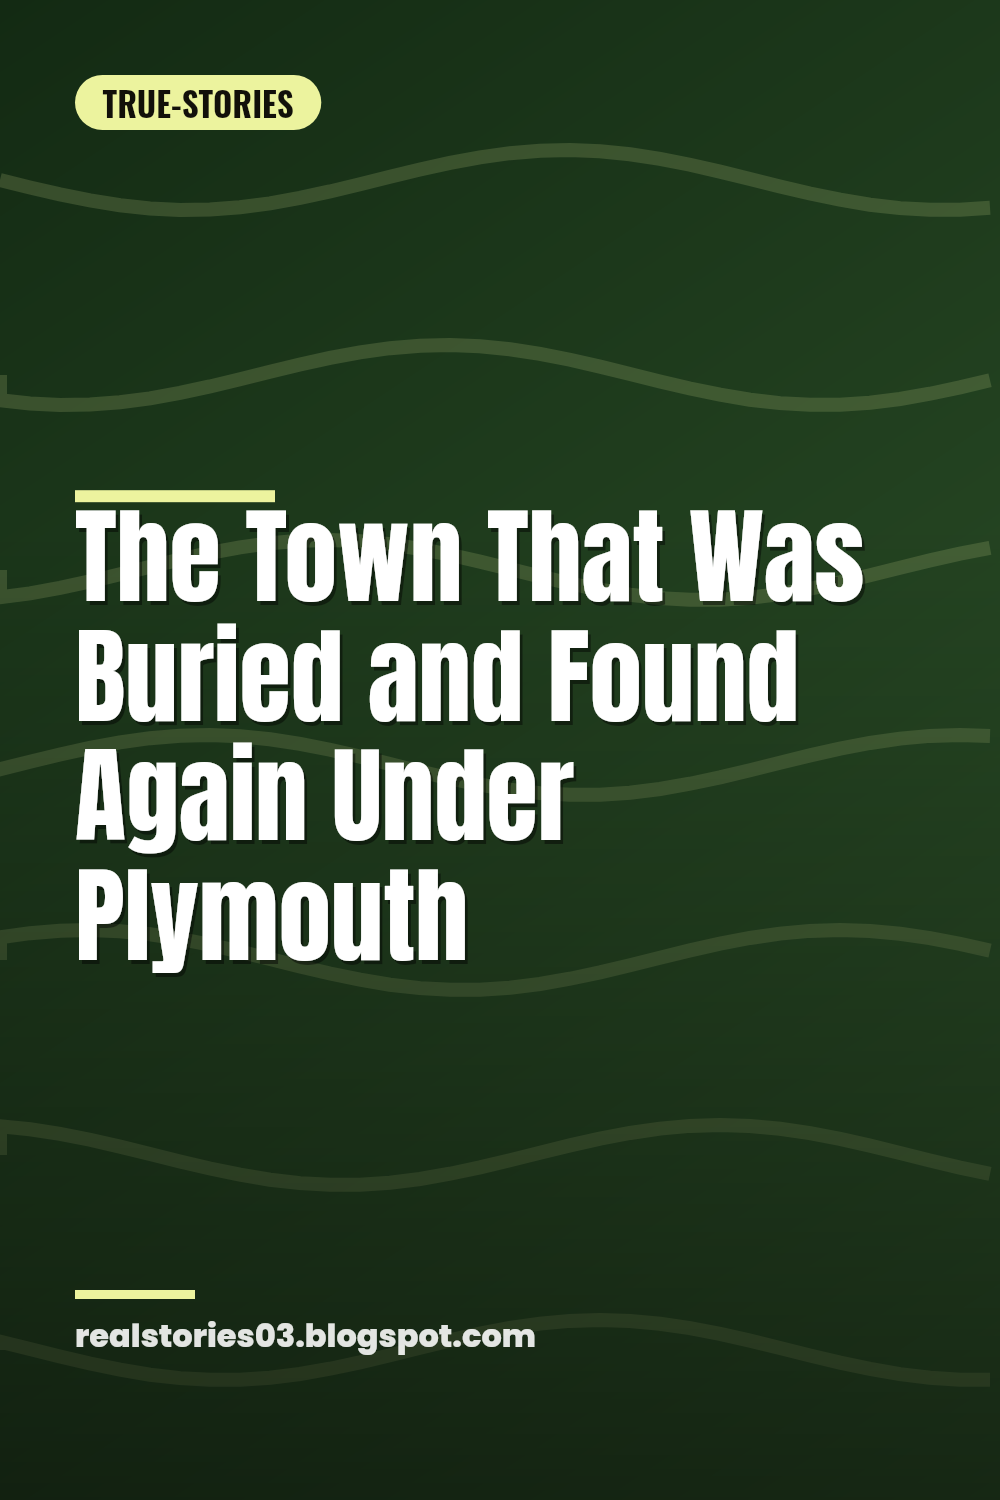 TRUE-STORIES
The Town That Was
Buried and Found
Again Under
Plymouth
realstories03.blogspot.com